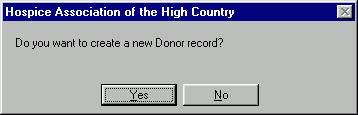 Hospice Association of the High Country
Do you want to create a new Donor record?
Yes No